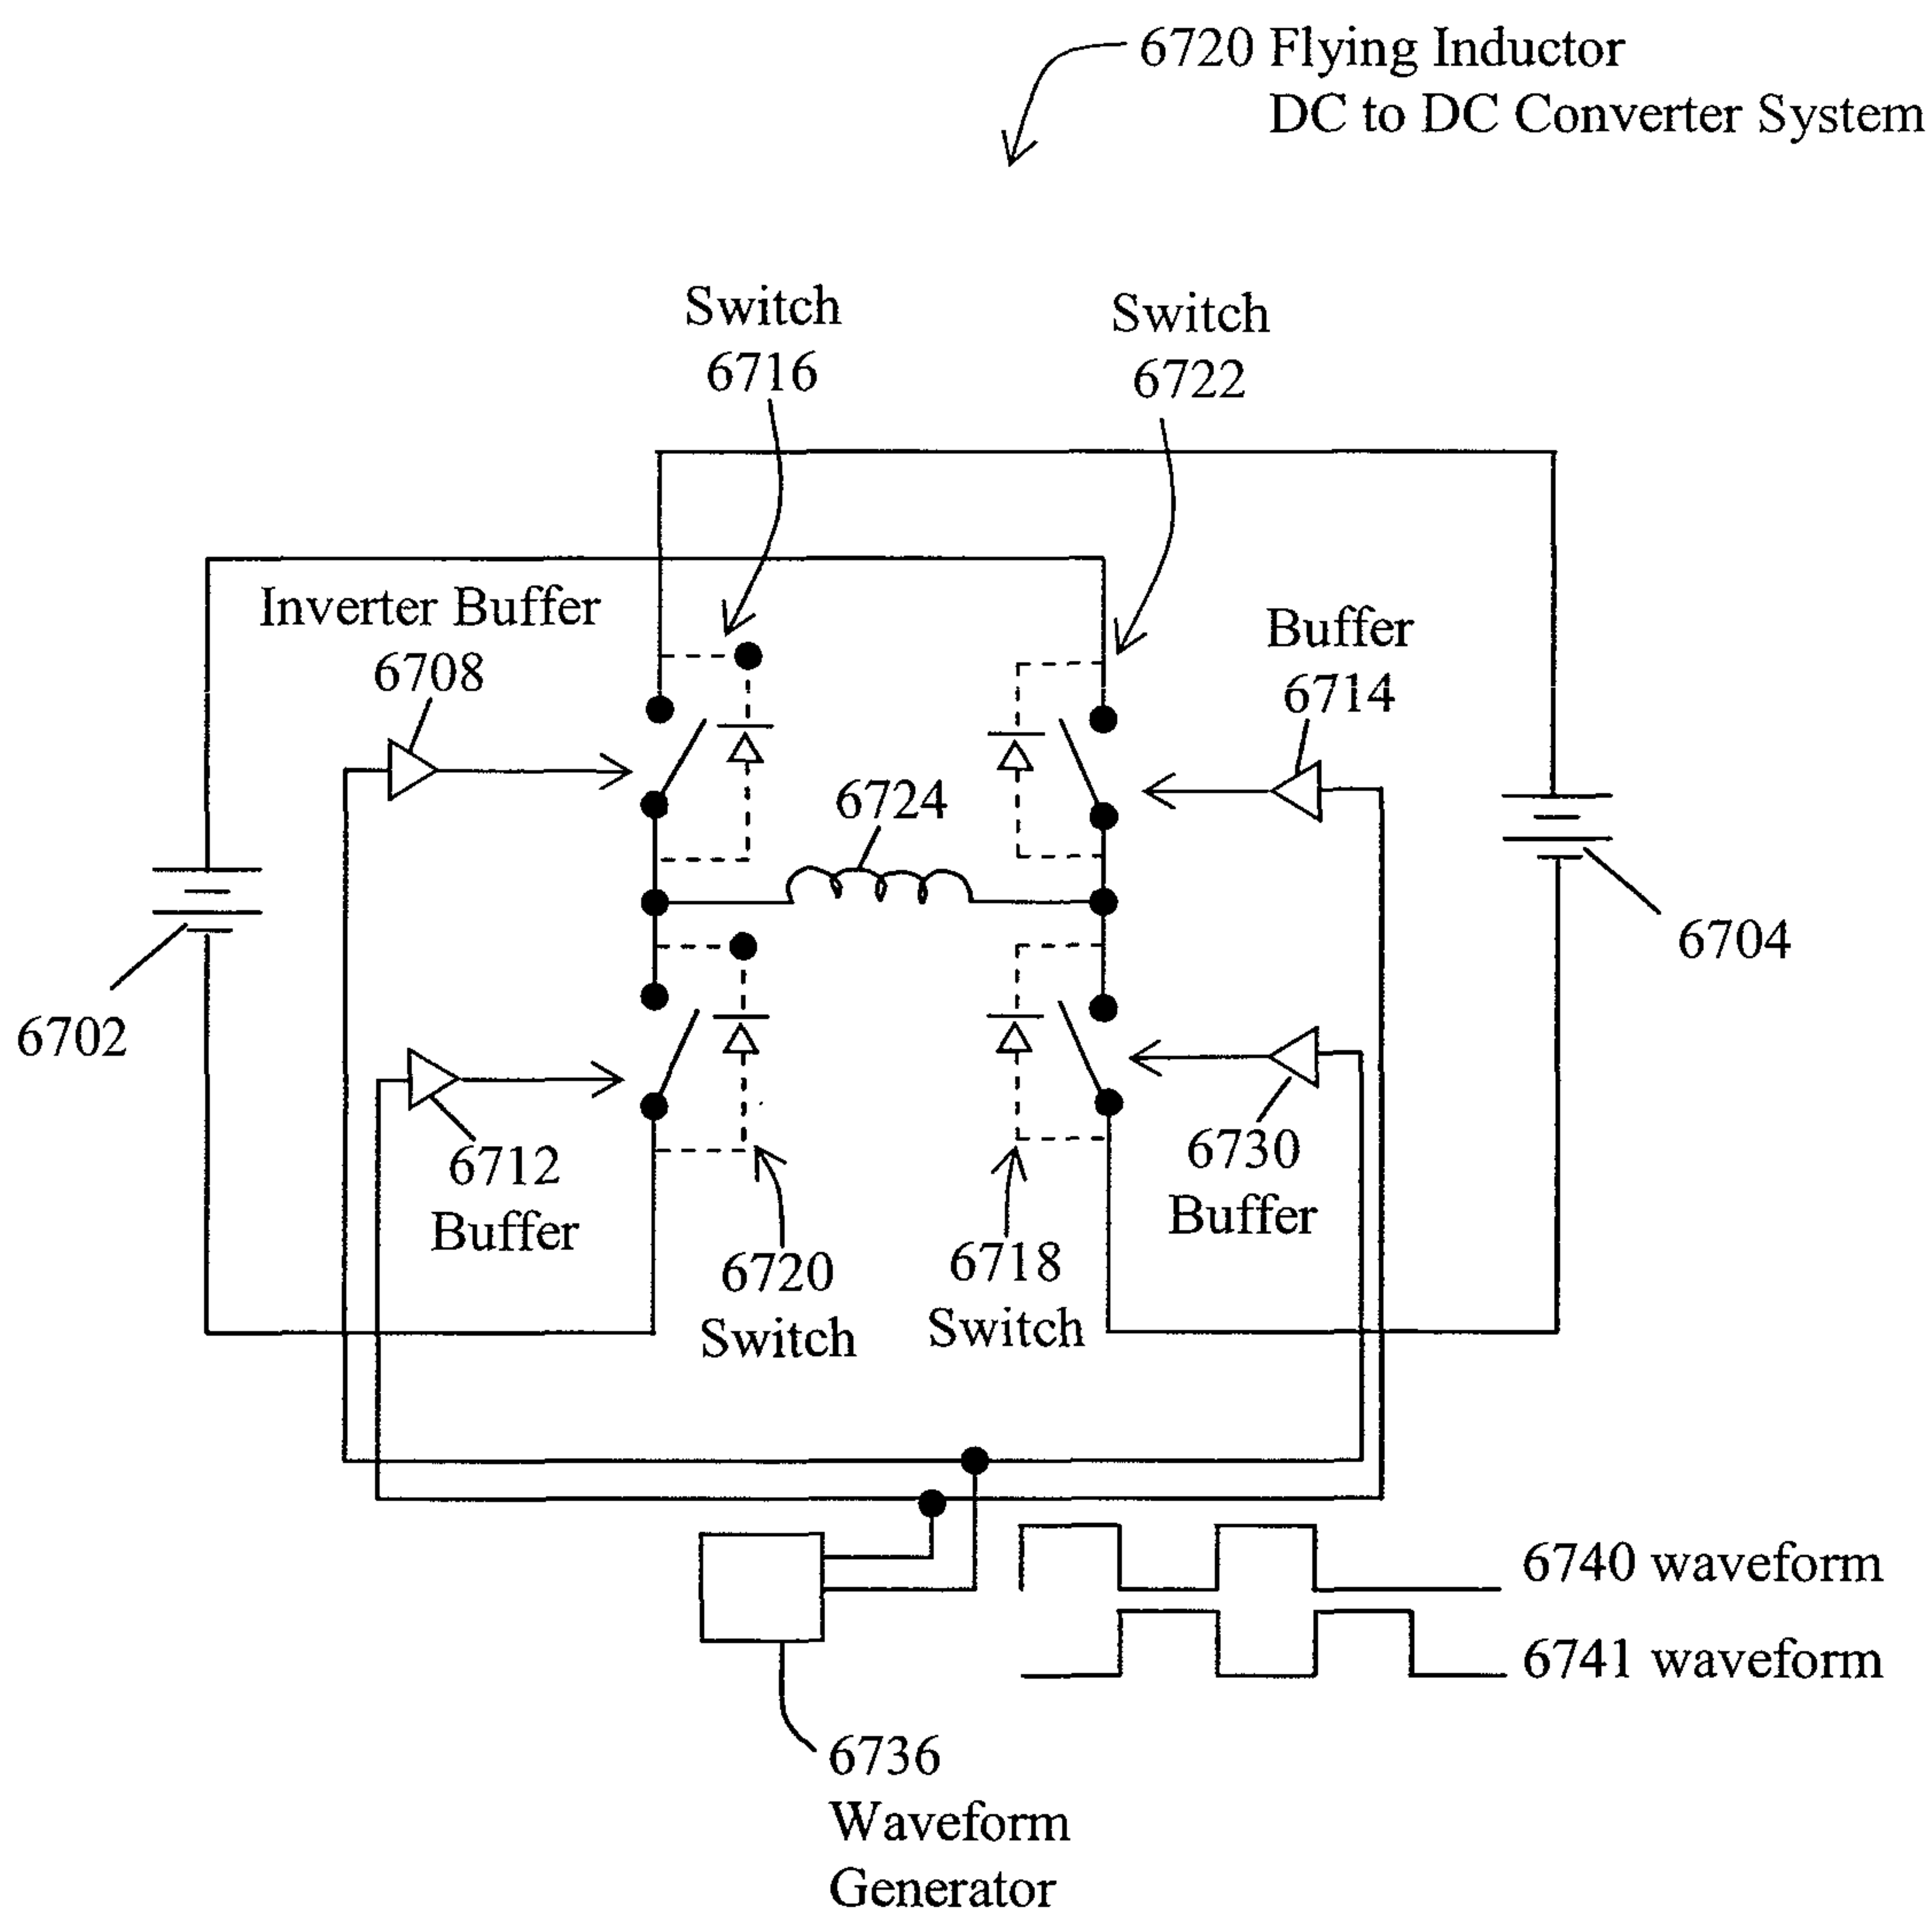 6720 Flying Inductor
DC to DC Converter System
Switch
6716
Switch
6722
Inverter Buffer
6708
Buffer
6714
6724
6702
6704
6712
Buffer
6730
Buffer
6720
Switch
6718
Switch
6740 waveform
6741 waveform
6736
Waveform
Generator